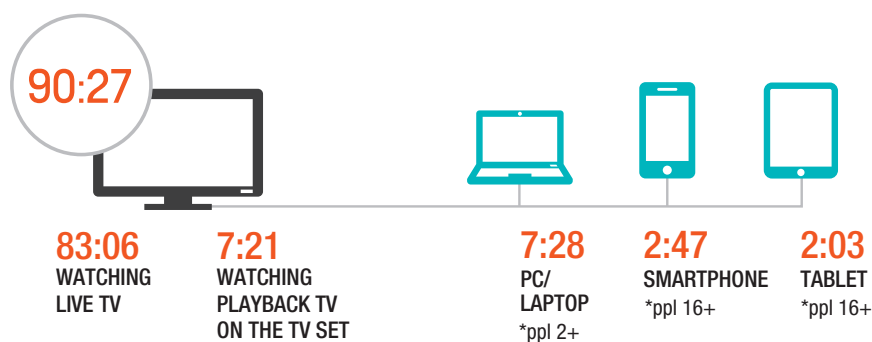 90:27
83:06
WATCHING
LIVE TV
7:21
WATCHING
PLAYBACK TV
ON THE TV SET
7:28
PC/
LAPTOP
*ppl 2+
2:47
SMARTPHONE
*ppl 16+
2:03
TABLET
*ppl 16+